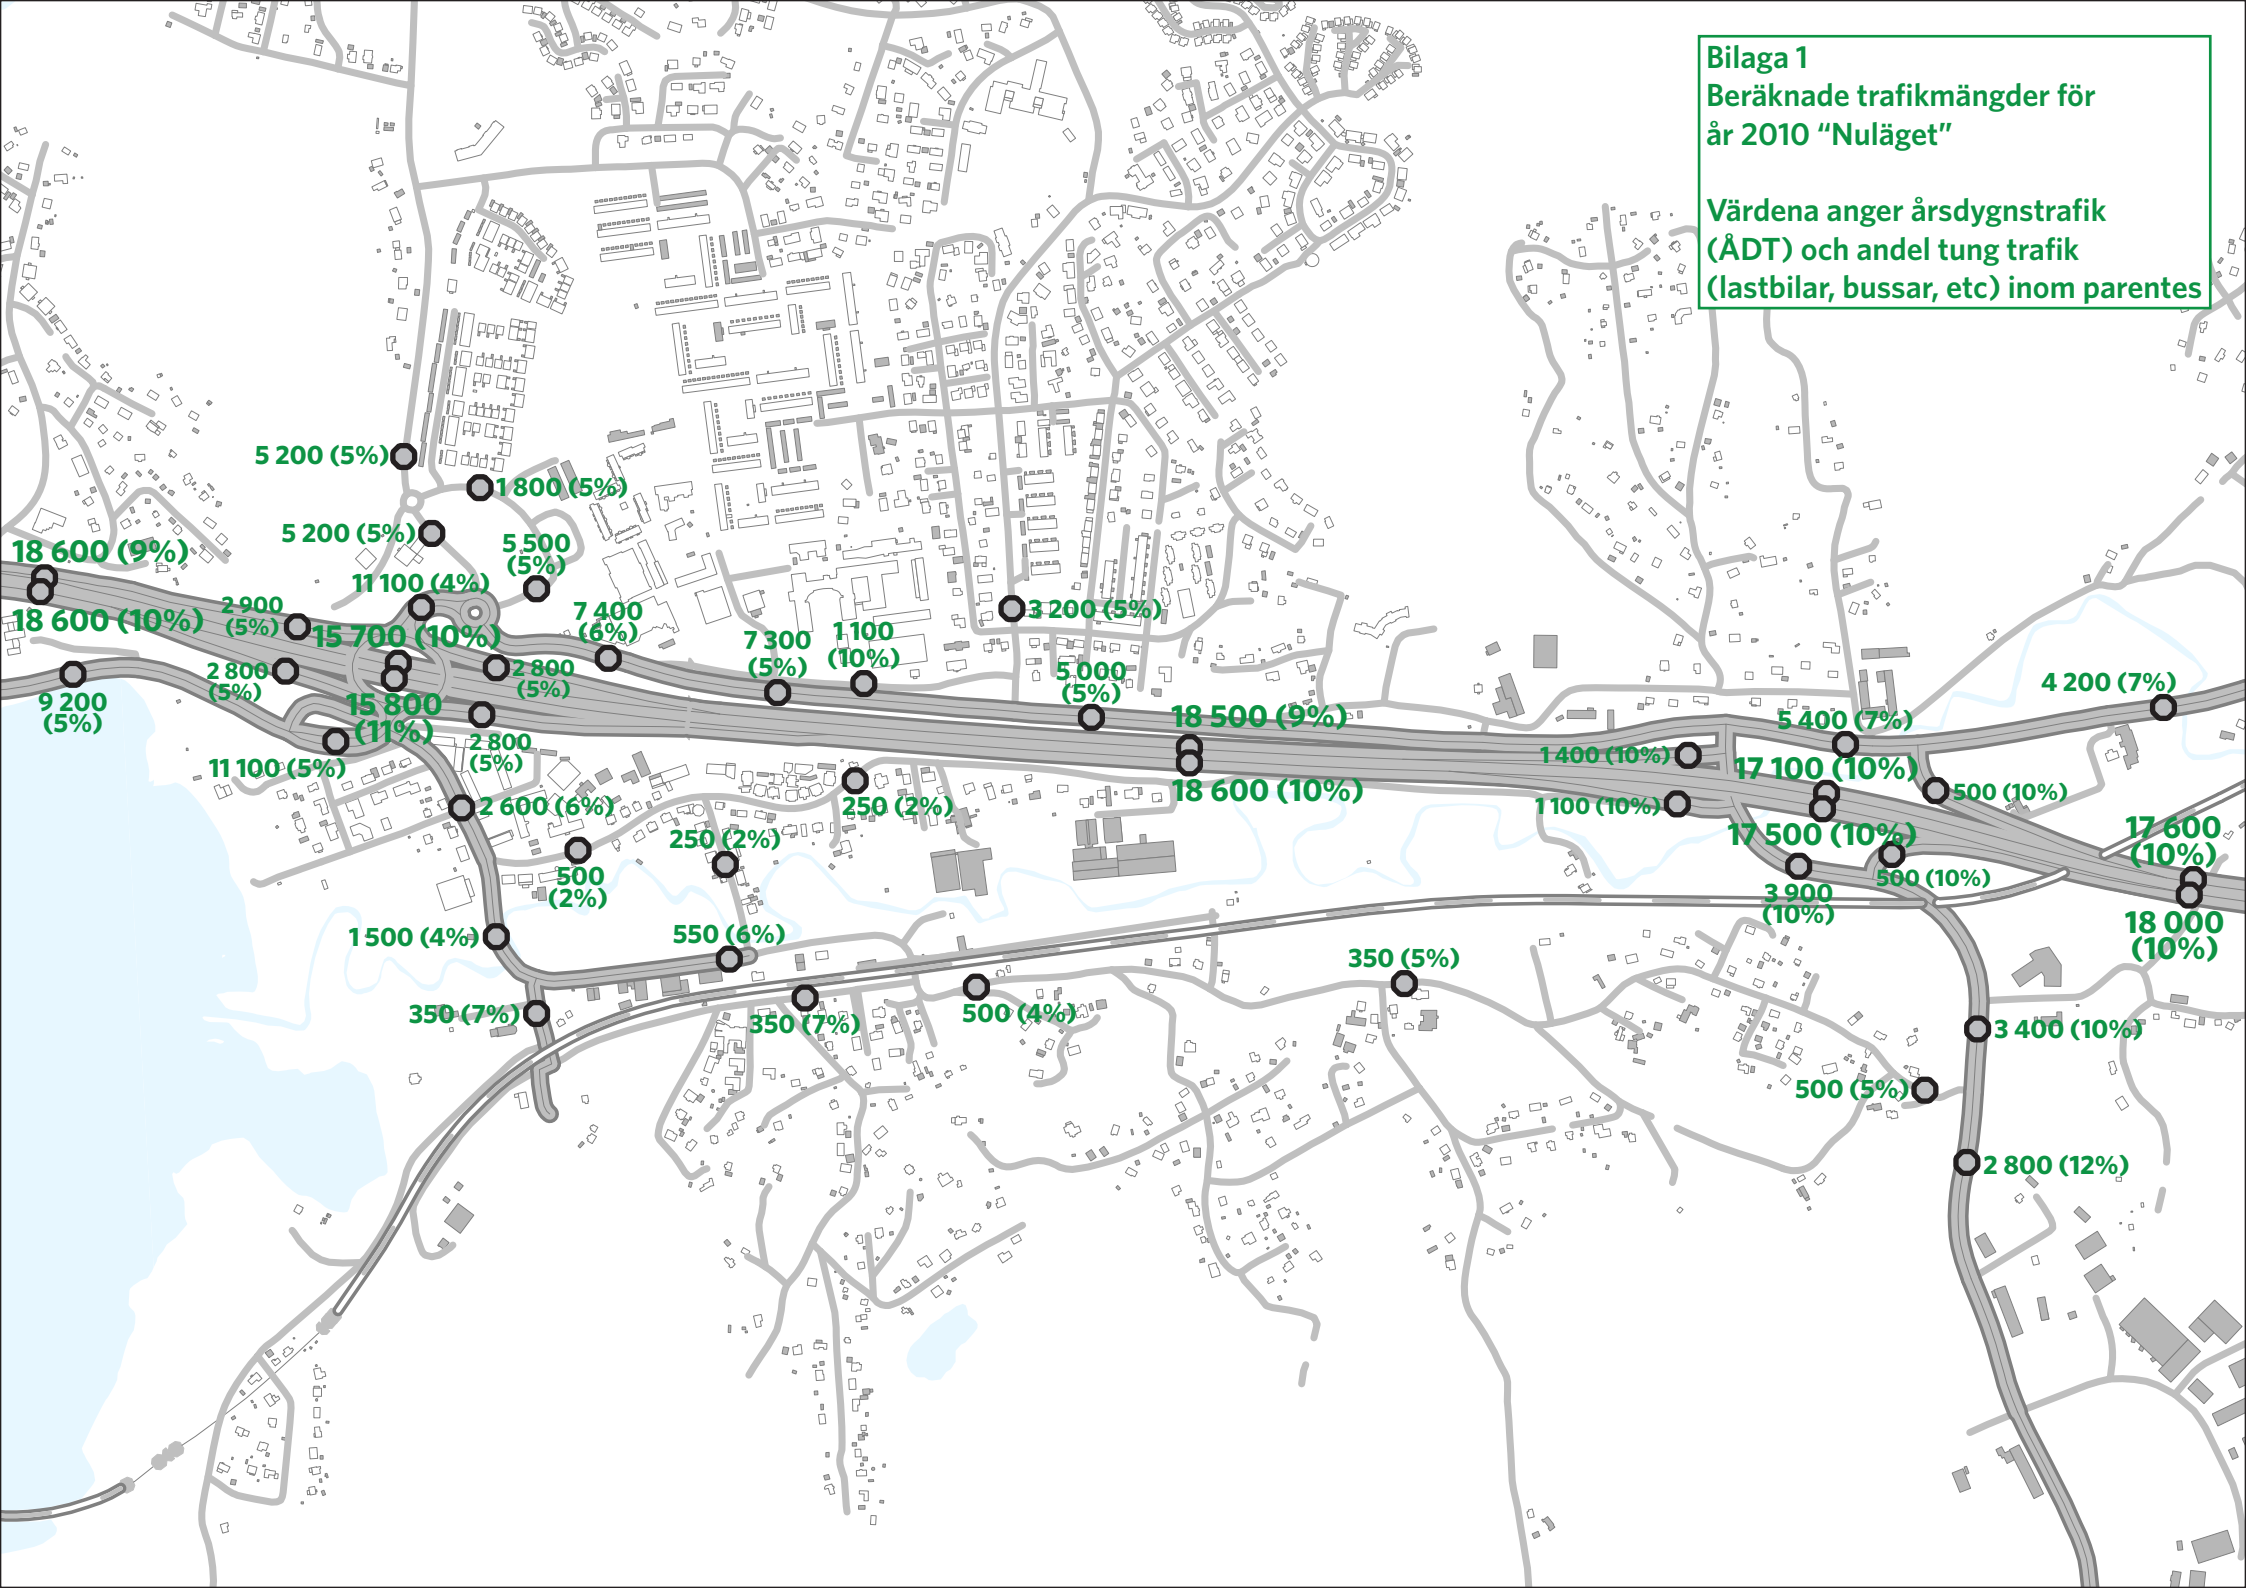 Bilaga 1
Beräknade trafikmängder för
år 2010 “Nuläget”
Värdena anger årsdygnstrafik
(ÅDT) och andel tung trafik
(lastbilar, bussar, etc) inom parentes
5 200 (5%)
1 800 (5%)
5 200 (5%)
5 500
(5%)
18 600 (9%)
11 100 (4%)
18 600 (10%)
2 900
(5%)
15 700 (10%)
7 400
(6%)
7 300
(5%)
1 100
(10%)
3 200 (5%)
2 800
(5%)
2 800
(5%)
5 000
(5%)
4 200 (7%)
9 200
(5%)
15 800
(11%)
18 500 (9%)
5 400 (7%)
2 800
(5%)
1 400 (10%)
17 100 (10%)
11 100 (5%)
18 600 (10%)
500 (10%)
2 600 (6%)
250 (2%)
1 100 (10%)
250 (2%)
17 500 (10%)
17 600
(10%)
500
(2%)
500 (10%)
3 900
(10%)
18 000
(10%)
1 500 (4%)
550 (6%)
350 (5%)
350 (7%)
350 (7%)
500 (4%)
3 400 (10%)
500 (5%)
2 800 (12%)